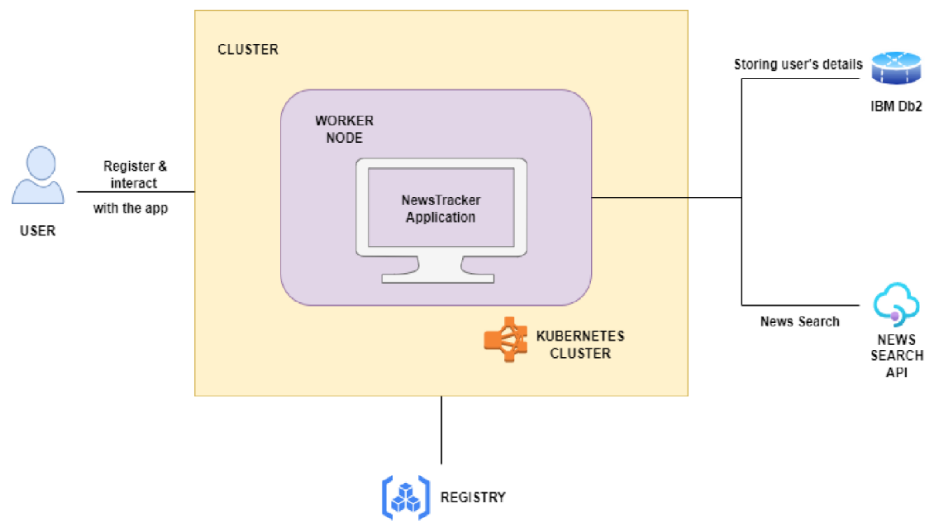 CLUSTER
Storing user's details
IBM Db2
WORKER
NODE
Register &
interact
with the app
USER
NewsTracker
Application
KUBERNETES
CLUSTER
News Search
NEWS
SEARCH
API
REGISTRY